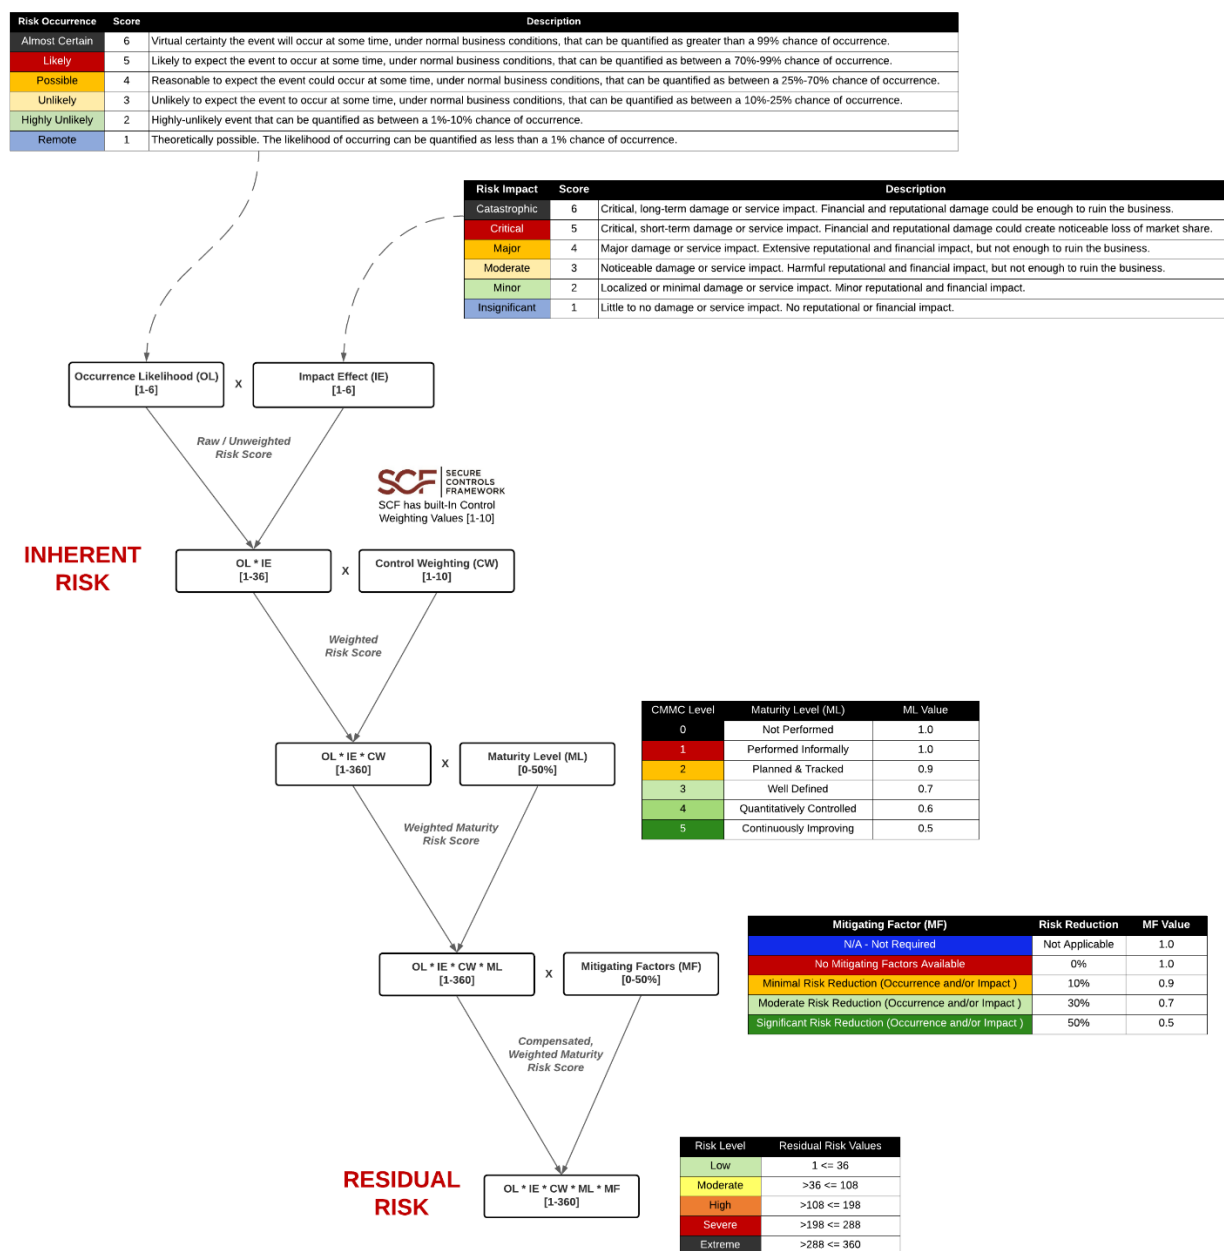 Risk Occurrence Score Description
Almost Certain 6 Virtual certainty the event will occur at some time, under normal business conditions, that can be quantified as greater than a 99% chance of occurrence.
Likely 5 Likely to expect the event to occur at some time, under normal business conditions, that can be quantified as between a 70%-99% chance of occurrence.
Possible 4 Reasonable to expect the event could occur at some time, under normal business conditions, that can be quantified as between a 25%-70% chance of occurrence.
Unlikely 3 Unlikely to expect the event to occur at some time, under normal business conditions, that can be quantified as between a 10%-25% chance of occurrence.
Highly Unlikely 2 Highly-unlikely event that can be quantified as between a 1%-10% chance of occurrence.
Remote 1 Theoretically possible. The likelihood of occurring can be quantified as less than a 1% chance of occurrence.
Risk Impact Score Description
Catastrophic 6 Critical, long-term damage or service impact. Financial and reputational damage could be enough to ruin the business.
Critical 5 Critical, short-term damage or service impact. Financial and reputational damage could create noticeable loss of market share.
Major 4 Major damage or service impact. Extensive reputational and financial impact, but not enough to ruin the business.
Moderate 3 Noticeable damage or service impact. Harmful reputational and financial impact, but not enough to ruin the business.
Minor 2 Localized or minimal damage or service impact. Minor reputational and financial impact.
Insignificant 1 Little to no damage or service impact. No reputational or financial impact.
Occurrence Likelihood (OL)
[1-6]
X
Impact Effect (IE)
[1-6]
Raw / Unweighted
Risk Score
SCF SECURE
CONTROLS
FRAMEWORK
SCF has built-In Control
Weighting Values [1-10]
INHERENT
RISK
OL * IE
[1-36]
X
Control Weighting (CW)
[1-10]
Weighted
Risk Score
CMMC Level Maturity Level (ML) ML Value
0 Not Performed 1.0
1 Performed Informally 1.0
2 Planned & Tracked 0.9
3 Well Defined 0.7
4 Quantitatively Controlled 0.6
5 Continuously Improving 0.5
OL * IE * CW
[1-360]
X
Maturity Level (ML)
[0-50%]
Weighted Maturity
Risk Score
Mitigating Factor (MF) Risk Reduction MF Value
N/A - Not Required Not Applicable 1.0
No Mitigating Factors Available 0% 1.0
Minimal Risk Reduction (Occurrence and/or Impact ) 10% 0.9
Moderate Risk Reduction (Occurrence and/or Impact ) 30% 0.7
Significant Risk Reduction (Occurrence and/or Impact ) 50% 0.5
OL * IE * CW * ML
[1-360]
X
Mitigating Factors (MF)
[0-50%]
Compensated,
Weighted Maturity
Risk Score
RESIDUAL
RISK
OL * IE * CW * ML * MF
[1-360]
Risk Level Residual Risk Values
Low 1 <= 36
Moderate >36 <= 108
High >108 <= 198
Severe >198 <= 288
Extreme >288 <= 360